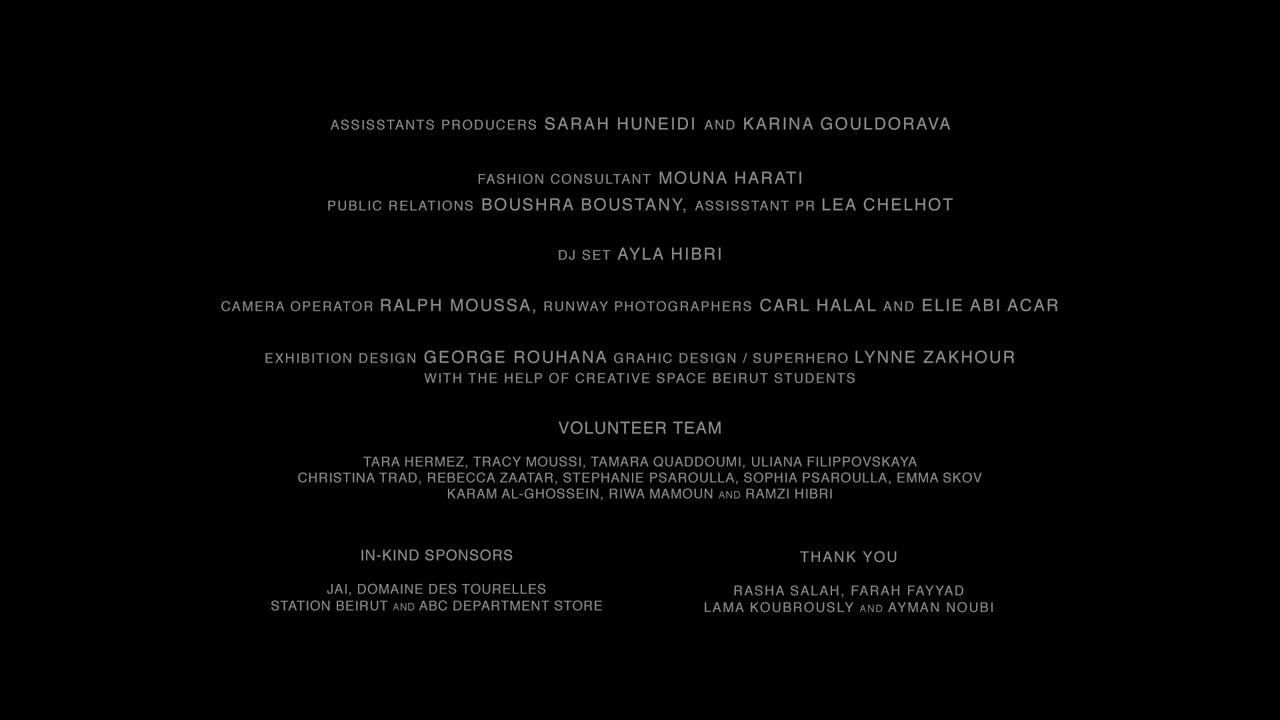 ASSISSTANTS PRODUCERS SARAH HUNEIDI AND KARINA GOULDORAVA
FASHION CONSULTANT MOUNA HARATI
PUBLIC RELATIONS BOUSHRA BOUSTANY, ASSISSTANT PR LEA CHELHOT
DJ SET AYLA HIBRI
CAMERA OPERATOR RALPH MOUSSA, RUNWAY PHOTOGRAPHERS CARL HALAL AND ELIE ABI ACAR
EXHIBITION DESIGN GEORGE ROUHANA GRAHIC DESIGN / SUPERHERO LYNNE ZAKHOUR
WITH THE HELP OF CREATIVE SPACE BEIRUT STUDENTS
VOLUNTEER TEAM
TARA HERMEZ, TRACY MOUSSI, TAMARA QUADDOUMI, ULIANA FILIPPOVSKAYA
CHRISTINA TRAD, REBECCA ZAATAR, STEPHANIE PSAROULLA, SOPHIA PSAROULLA, EMMA SKOV
KARAM AL-GHOSSEIN, RIWA MAMOUN AND RAMZI HIBRI
IN-KIND SPONSORS
JAI, DOMAINE DES TOURELLES
STATION BEIRUT AND ABC DEPARTMENT STORE
THANK YOU
RASHA SALAH, FARAH FAYYAD
LAMA KOUBROUSLY AND AYMAN NOUBI